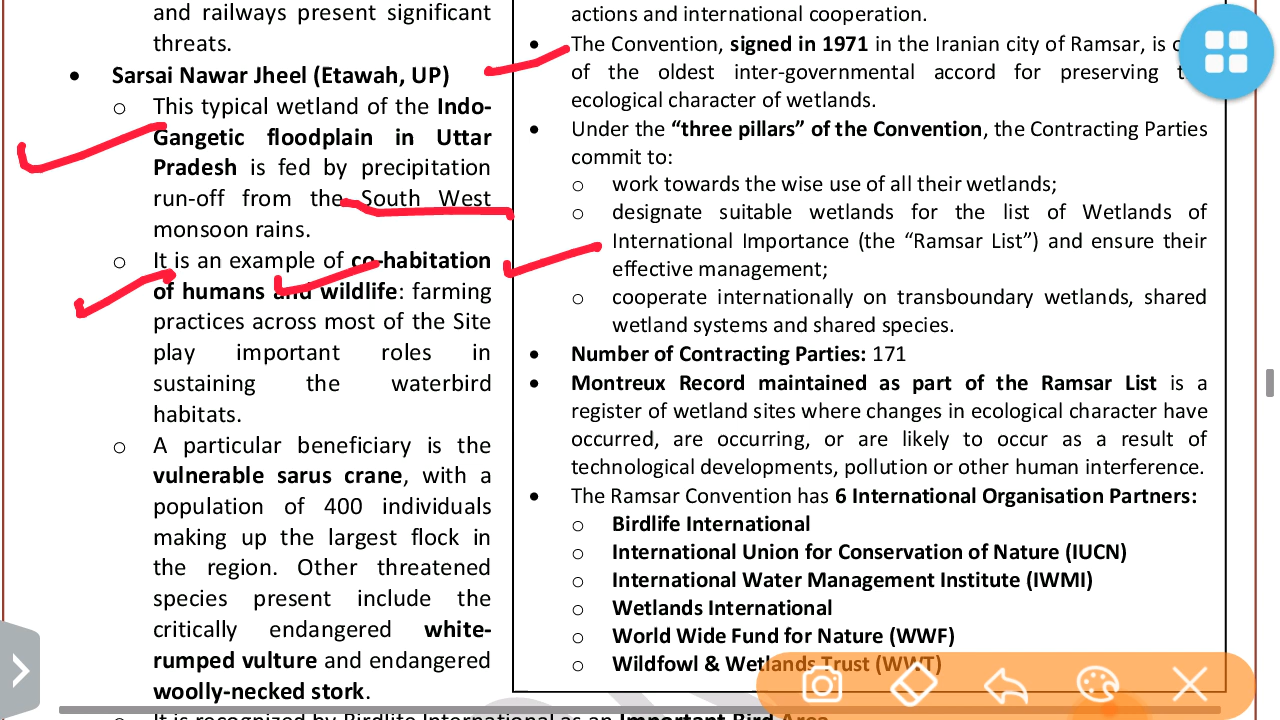 and railways present significant
threats.
• Sarsai Nawar Jheel (Etawah, UP)
o This typical wetland of the Indo-
Gangetic floodplain in Uttar
Pradesh is fed by precipitation
run-off from the South West
monsoon rains.
o It is an example of co-habitation
of humans and wildlife: farming
practices across most of the Site
play important roles in
sustaining the waterbird
habitats.
o A particular beneficiary is the
vulnerable sarus crane, with a
population of 400 individuals
making up the largest flock in
the region. Other threatened
species present include the
critically endangered white-
rumped vulture and endangered
woolly-necked stork.
o It is recognized by Birdlife International as an Important Bird Area
actions and international cooperation.
• The Convention, signed in 1971 in the Iranian city of Ramsar, is
of the oldest inter-governmental accord for preserving
ecological character of wetlands.
• Under the “three pillars” of the Convention, the Contracting Parties
commit to:
o work towards the wise use of all their wetlands;
o designate suitable wetlands for the list of Wetlands of
International Importance (the “Ramsar List”) and ensure their
effective management;
o cooperate internationally on transboundary wetlands, shared
wetland systems and shared species.
• Number of Contracting Parties: 171
• Montreux Record maintained as part of the Ramsar List is a
register of wetland sites where changes in ecological character have
occurred, are occurring, or are likely to occur as a result of
technological developments, pollution or other human interference.
• The Ramsar Convention has 6 International Organisation Partners:
o Birdlife International
o International Union for Conservation of Nature (IUCN)
o International Water Management Institute (IWMI)
o Wetlands International
o World Wide Fund for Nature (WWF)
o Wildfowl & Wetlands Trust (WWT)